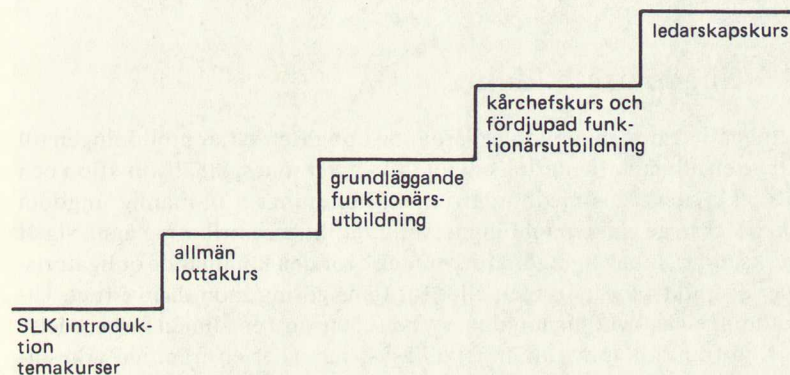 ledarskapskurs
kårchefskurs och
fördjupad funk-
tionärsutbildning
grundläggande
funktionärs-
utbildning
allmän
lottakurs
SLK introduk-
tion
temakurser